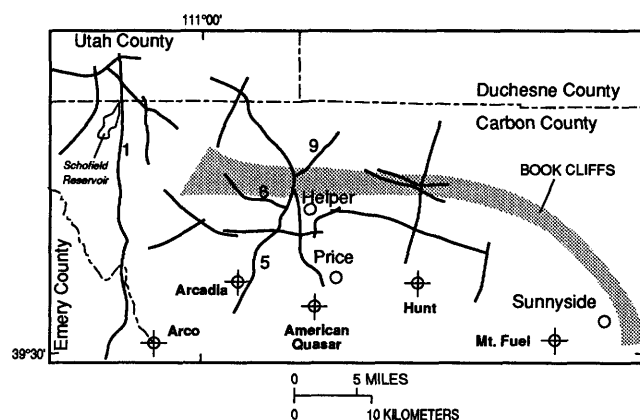 111°00'
Utah County
Duchesne County
Carbon County
9
1
Schofield
Reservoir
BOOK CLIFFS
8
Helper
Emery County
5
Price
Arcadia
Hunt
Sunnyside
American
Quasar
Arco
Mt. Fuel
39°30'
0 5 MILES
0 10 KILOMETERS